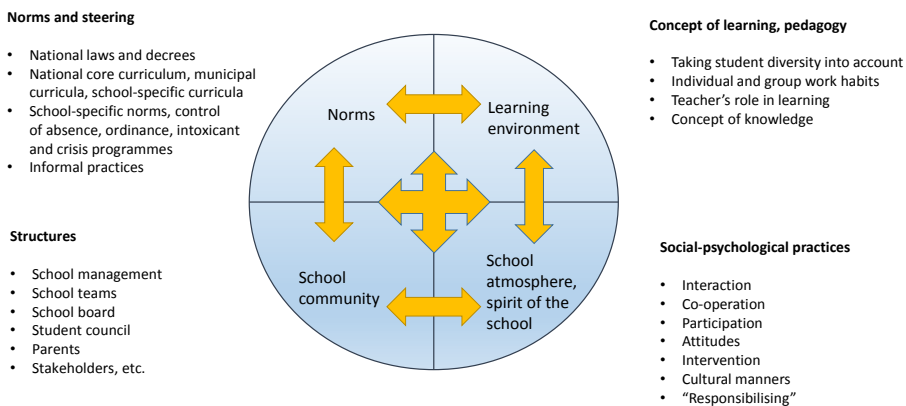 Norms and steering
• National laws and decrees
• National core curriculum, municipal
curricula, school-specific curricula
• School-specific norms, control
of absence, ordinance, intoxicant
and crisis programmes
• Informal practices
Concept of learning, pedagogy
• Taking student diversity into account
• Individual and group work habits
• Teacher's role in learning
• Concept of knowledge
Norms
Learning
environment
School
community
School
atmosphere,
spirit of the
school
Structures
• School management
• School teams
• School board
• Student council
• Parents
• Stakeholders, etc.
Social-psychological practices
• Interaction
• Co-operation
• Participation
• Attitudes
• Intervention
• Cultural manners
• “Responsibilising”